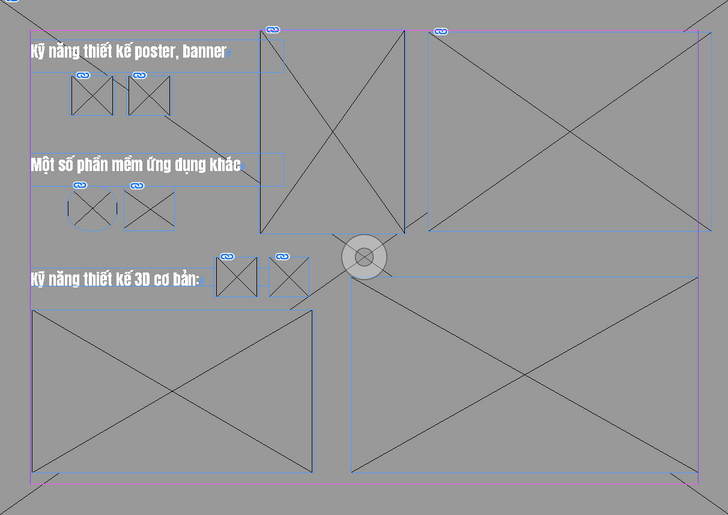 Kỹ năng thiết kế poster, banner
Một số phần mềm ứng dụng khác
Kỹ năng thiết kế 3D cơ bản: